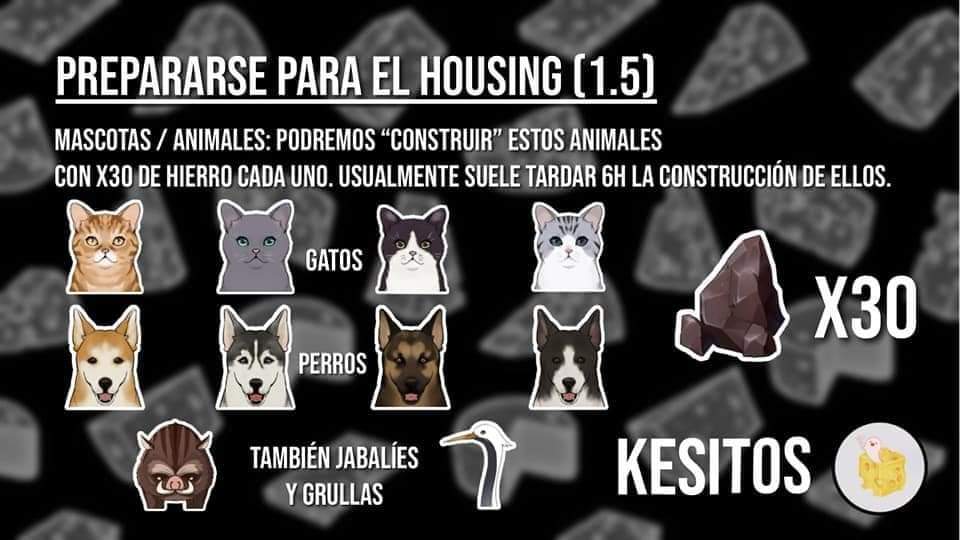 PREPARARSE PARA EL HOUSING (1.5)
MASCOTAS / ANIMALES: PODREMOS “CONSTRUIR” ESTOS ANIMALES
CON X30 DE HIERRO CADA UNO. USUALMENTE SUELE TARDAR 6H LA CONSTRUCCIÓN DE ELLOS.
GATOS
X30
PERROS
TAMBIÉN JABALÍES
Y GRULLAS
KESITOS